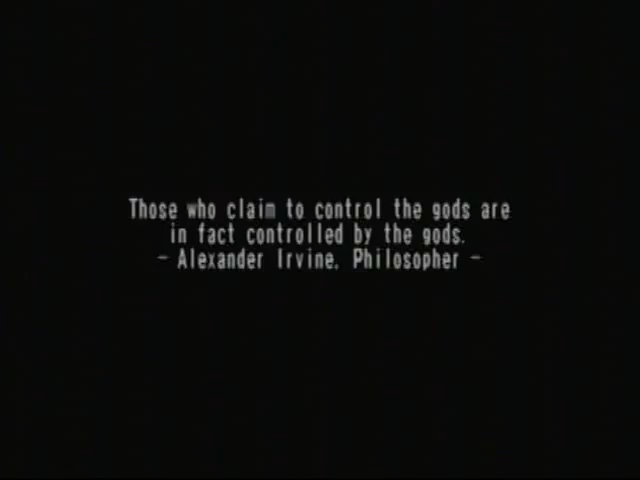 Those who claim to control the gods are
in fact controlled by the gods.
- Alexander Irvine, Philosopher -